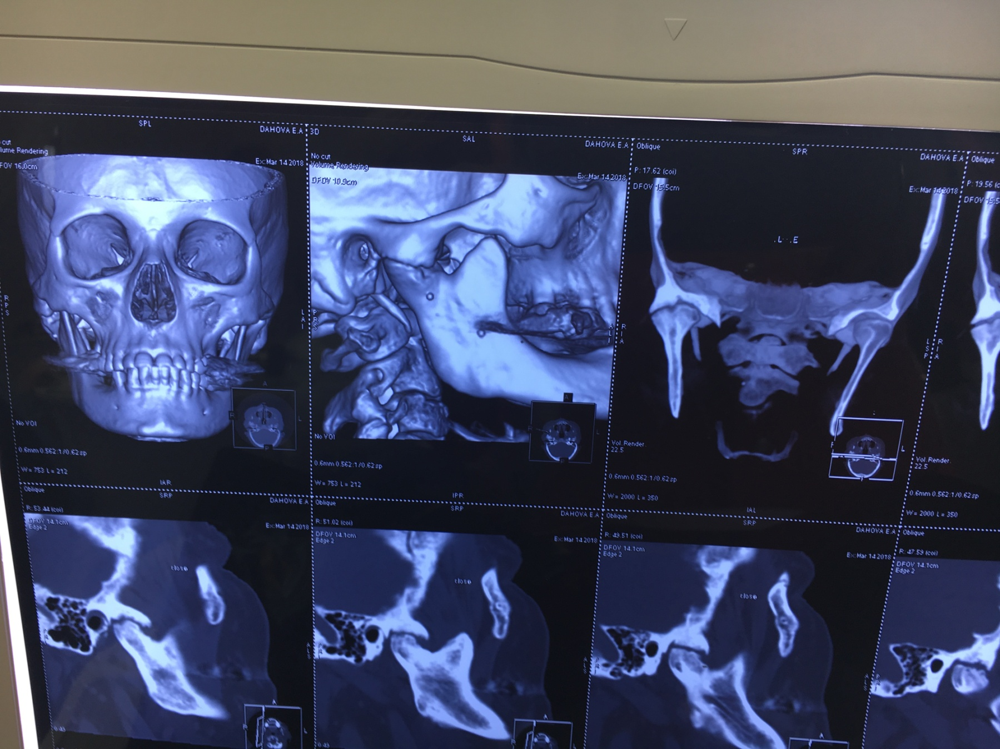 SPL
DAHOVA E.A
cut
lume Rendering
FOV 16.0cm
Ex:Mar 14 2018
R
P
S
L
A
I
A
R
L
P
No VOI
0.6mm 0.562:1/0.62sp
W = 753 L = 212
IAR
3D
SAL
DAHOVA E.A
No cut
Volume Rendering
DFOV 10.9cm
Ex:Mar 14 2018
P
R
S
A
L
I
A
R
L
P
No VOI
0.6mm 0.562:1/0.62sp
W = 753 L = 212
IPR
Oblique
SPR
DAHOVA E.A
P: 17.62 (coi)
DFOV 15.5cm
Ex:Mar 14 2018
R
I
A
L
S
P
L
Vol.Render.
22.5
0.6mm 0.562:1/0.62sp
W = 2000 L = 350
IAL
Oblique
P: 19.56
DFOV 15.5
R
I
A
Vol.Render.
22.5
0.6mm 0.562:1/0.62sp
W = 2000 L = 350
Oblique
SRP
DAHOVA E.A
R: 53.44 (coi)
DFOV 14.1cm
Edge 2
Ex:Mar 14 2018
close
A
R
L
Oblique
SRP
DAHOVA E.A
R: 51.02 (coi)
DFOV 14.1cm
Edge 2
Ex:Mar 14 2018
close
A
R
L
Oblique
SRP
DAHOVA E.A
R: 49.51 (coi)
DFOV 14.1cm
Edge 2
Ex:Mar 14 2018
close
A
Oblique
R: 47.59 (coi)
DFOV 14.1cm
Edge 2